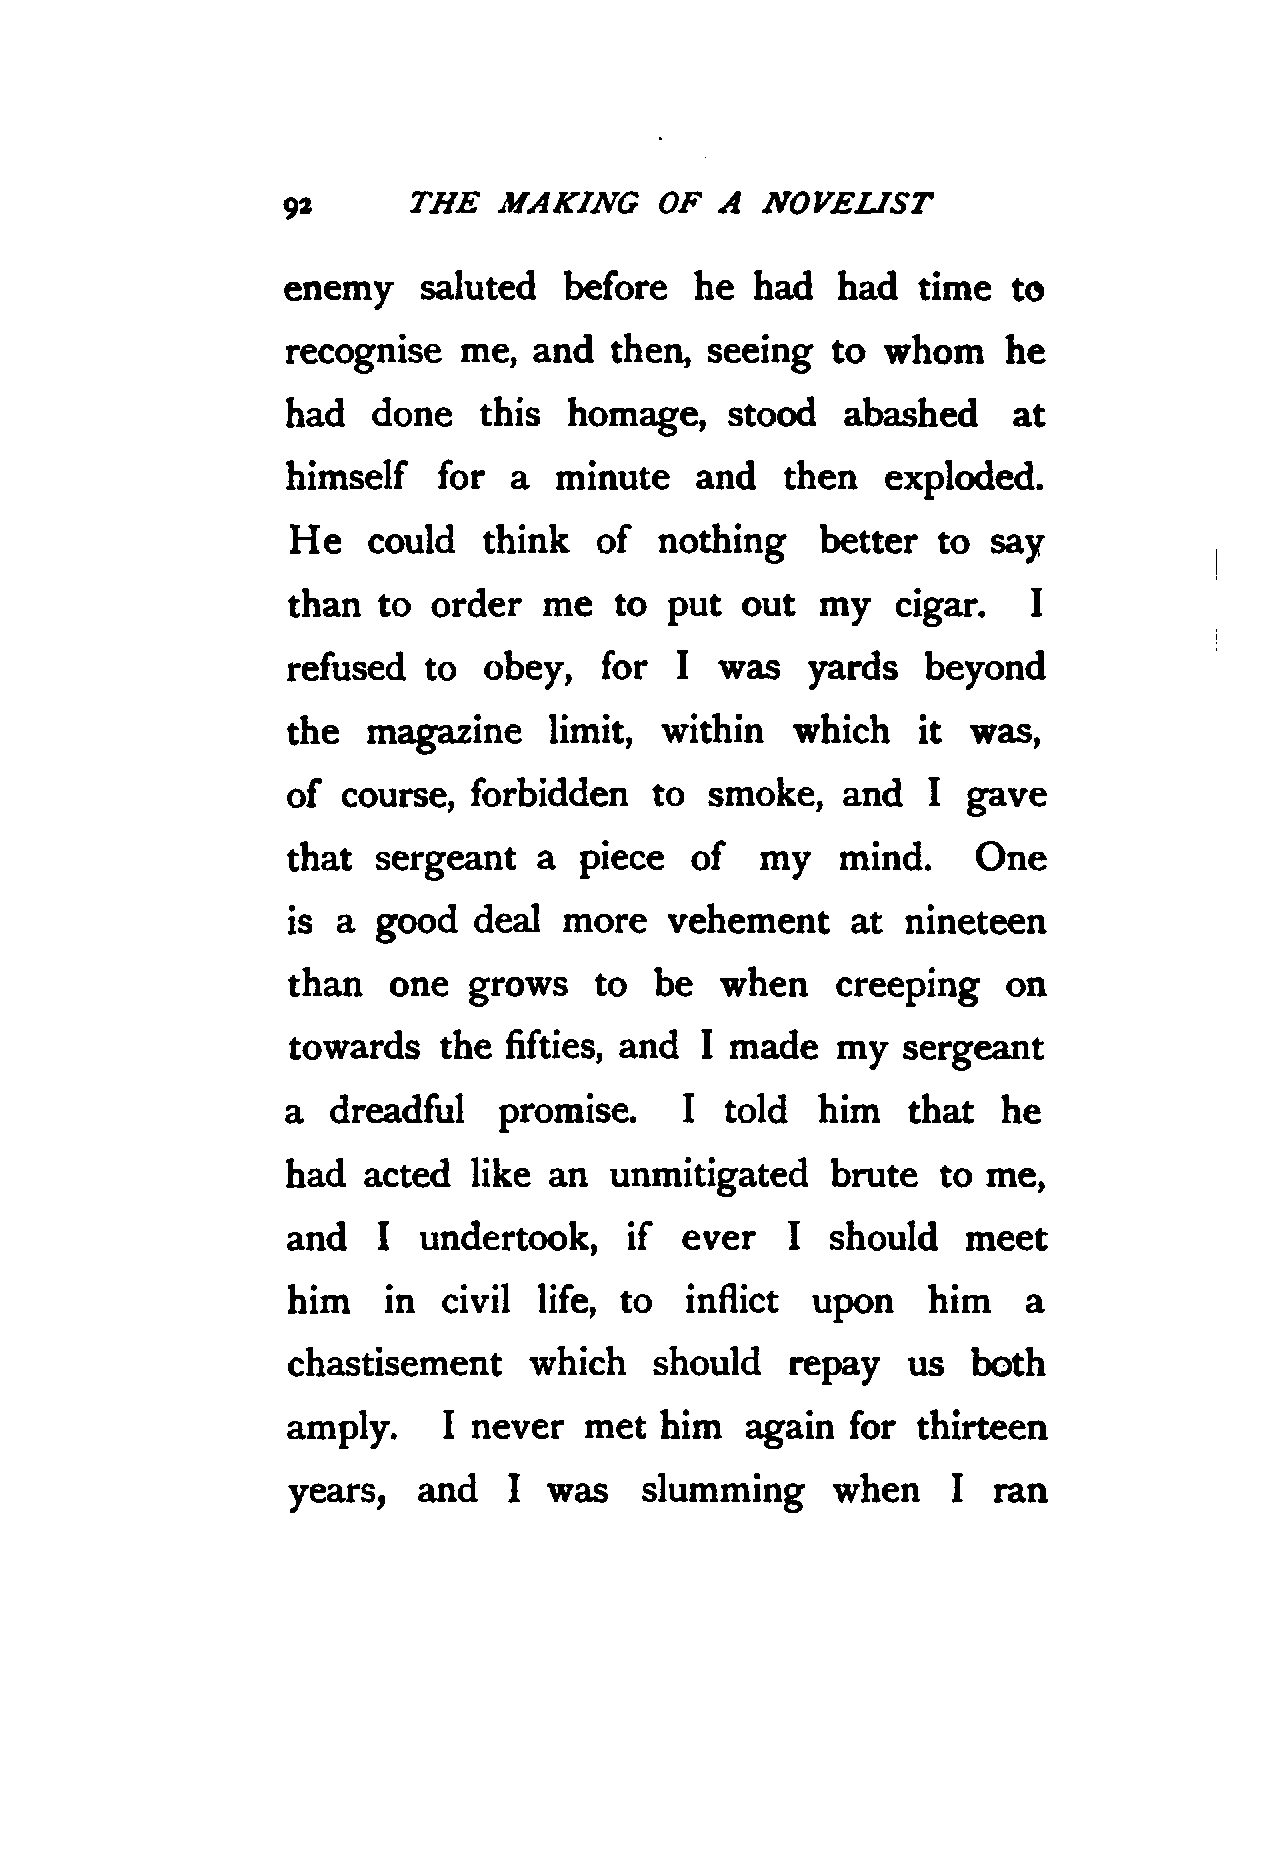 92 THE MAKING OF A NOVELIST
enemy saluted before he had had time to
recognise me, and then, seeing to whom he
had done this homage, stood abashed at
himself for a minute and then exploded.
He could think of nothing better to say
than to order me to put out my cigar. I
refused to obey, for I was yards beyond
the magazine limit, within which it was,
of course, forbidden to smoke, and I gave
that sergeant a piece of my mind. One
is a good deal more vehement at nineteen
than one grows to be when creeping on
towards the fifties, and I made my sergeant
a dreadful promise. I told him that he
had acted like an unmitigated brute to me,
and I undertook, if ever I should meet
him in civil life, to inflict upon him a
chastisement which should repay us both
amply. I never met him again for thirteen
years, and I was slumming when I ran